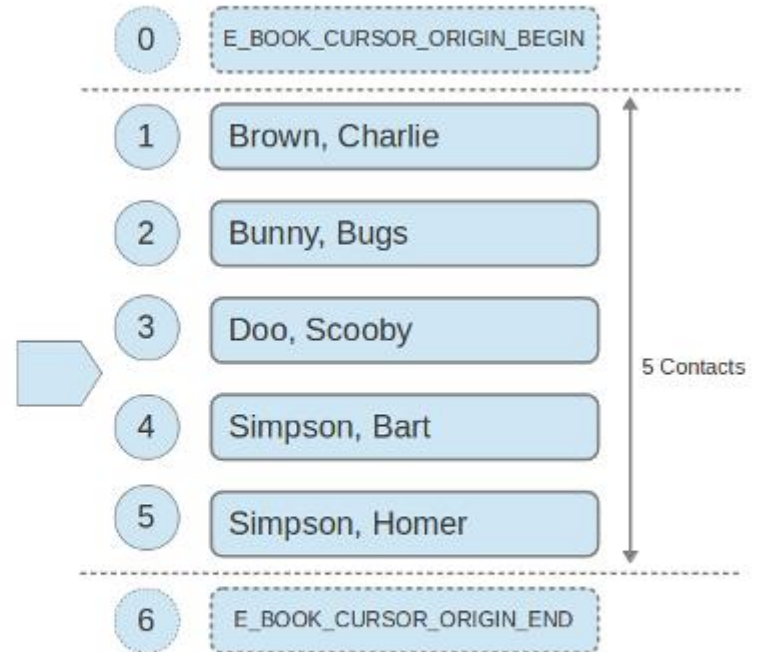 0 E_BOOK_CURSOR_ORIGIN_BEGIN
1 Brown, Charlie
2 Bunny, Bugs
3 Doo, Scooby
5 Contacts
4 Simpson, Bart
5 Simpson, Homer
6 E_BOOK_CURSOR_ORIGIN_END